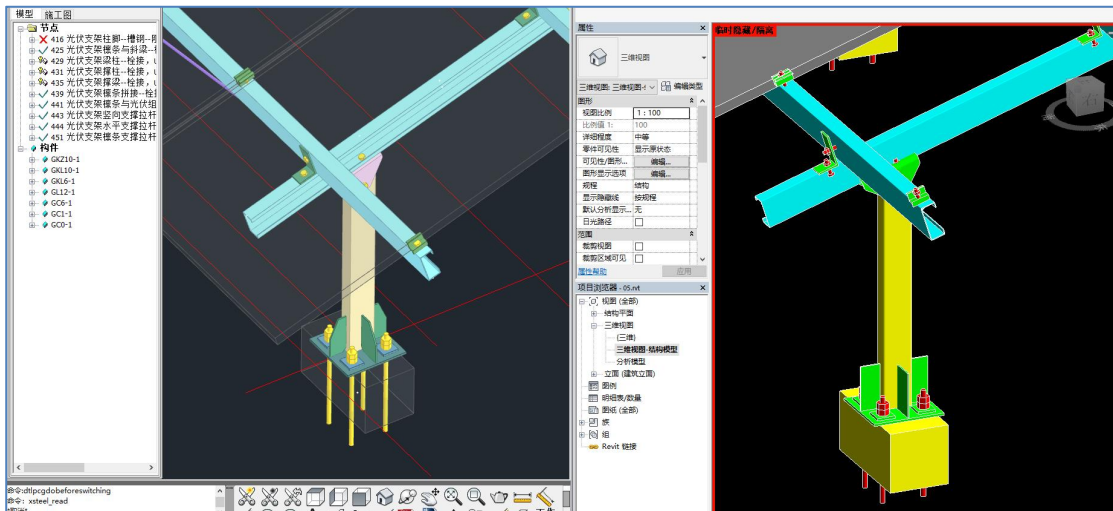 模型 施工图
节点
416 光伏支架柱脚--槽钢--刚
425 光伏支架檩条与斜梁--
429 光伏支架梁柱--栓接，u
431 光伏支架撑柱--栓接，u
435 光伏支架撑梁--栓接，u
439 光伏支架檩条拼接--栓
441 光伏支架檩条与光伏组
443 光伏支架竖向支撑拉杆
444 光伏支架水平支撑拉杆
451 光伏支架檩条支撑拉杆
构件
GKZ10-1
GKL10-1
GKL6-1
GL12-1
GC6-1
GC1-1
GC0-1
命令:dtlpcgdobeforeswitching
命令: xsteel_read
属性
三维视图
三维视图: 三维视图-
编辑类型
图形
视图比例 1 : 100
比例值 1: 100
详细程度 中等
零件可见性 显示原状态
可见性/图形... 编辑...
图形显示选项 编辑...
规程 结构
显示隐藏线 按规程
默认分析显示... 无
日光路径
范围
裁剪视图
裁剪区域可见
属性帮助 应用
项目浏览器 - 05.rvt
视图 (全部)
结构平面
三维视图
(三维)
三维视图-结构模型
分析模型
立面 (建筑立面)
图例
明细表/数量
图纸 (全部)
族
组
Revit 链接
临时隐藏/隔离